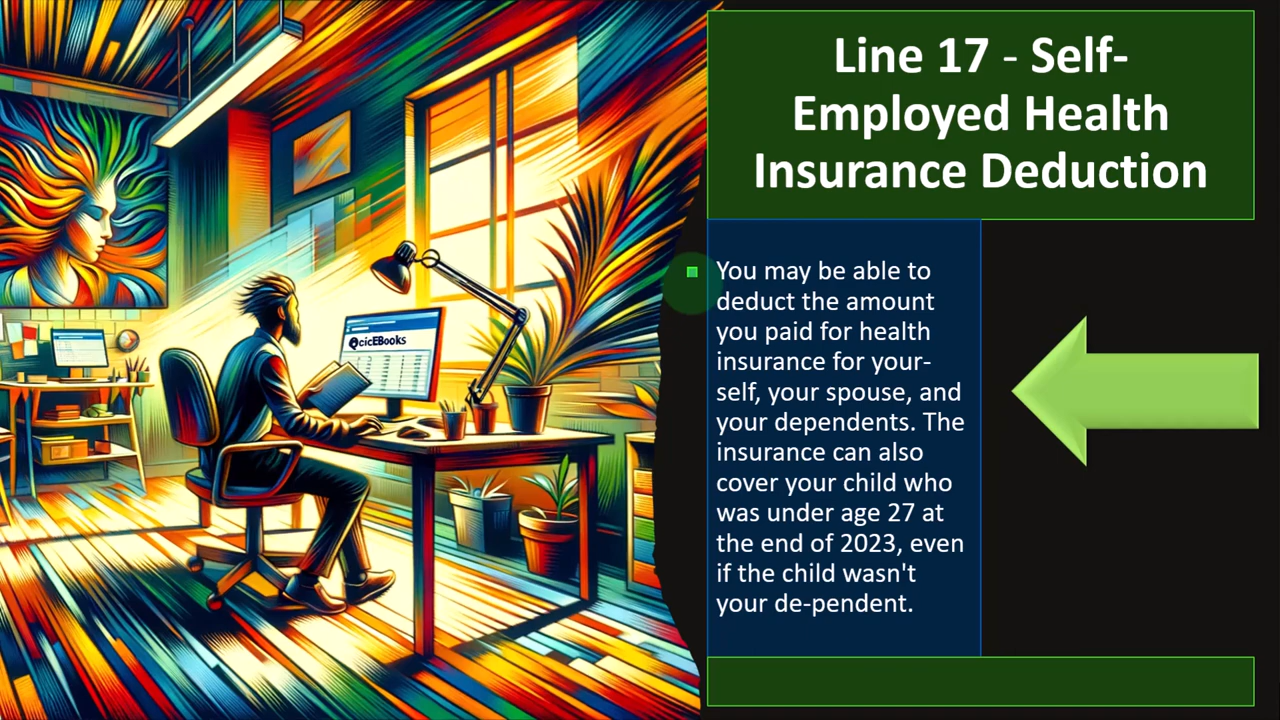 Line 17 - Self-
Employed Health
Insurance Deduction
You may be able to
deduct the amount
you paid for health
insurance for your-
self, your spouse, and
your dependents. The
insurance can also
cover your child who
was under age 27 at
the end of 2023, even
if the child wasn't
your de-pendent.
QcicEBooks